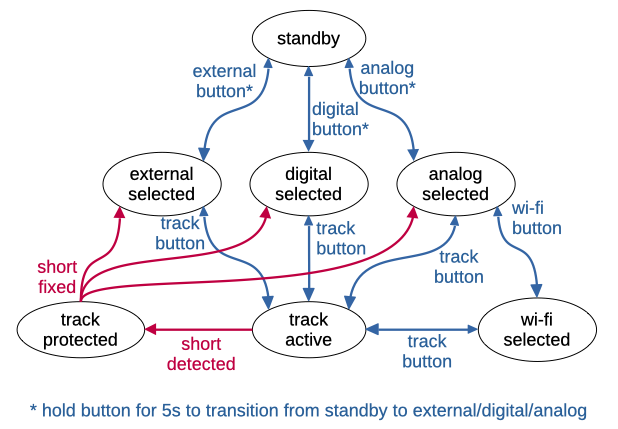 standby
external
button*
digital
button*
analog
button*
external
selected
digital
selected
analog
selected
track
button
track
button
track
button
wi-fi
button
short
fixed
track
protected
short
detected
track
active
track
button
wi-fi
selected
* hold button for 5s to transition from standby to external/digital/analog